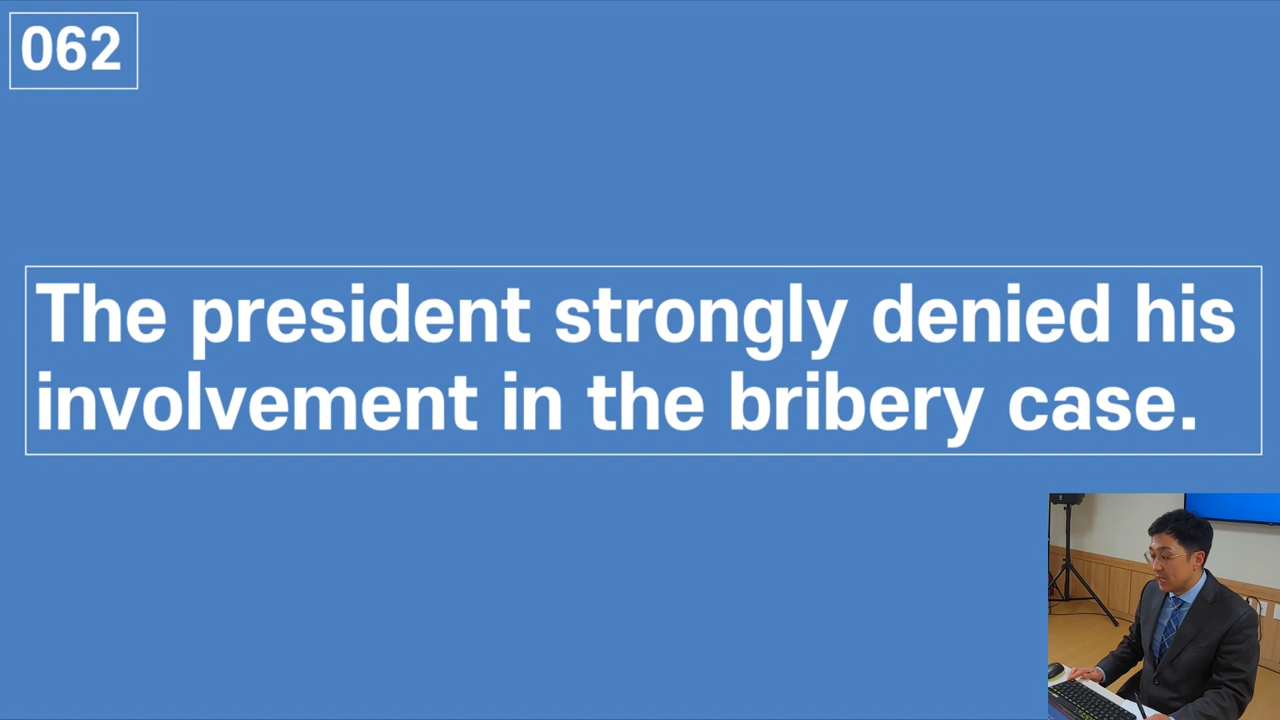 062
The president strongly denied his
involvement in the bribery case.